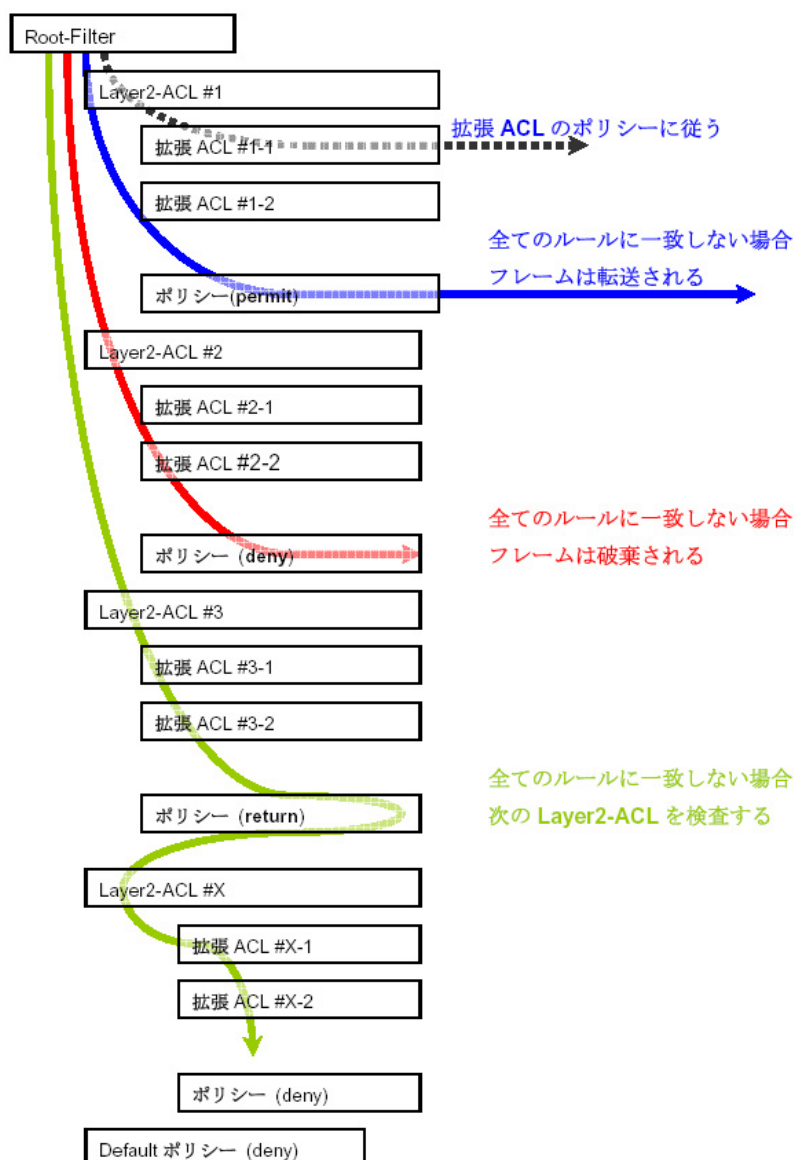 Root-Filter
Layer2-ACL #1
拡張 ACL #1-1
拡張 ACL のポリシーに従う
拡張 ACL #1-2
全てのルールに一致しない場合
フレームは転送される
ポリシー(permit)
Layer2-ACL #2
拡張 ACL #2-1
拡張 ACL #2-2
全てのルールに一致しない場合
フレームは破棄される
ポリシー (deny)
Layer2-ACL #3
拡張 ACL #3-1
拡張 ACL #3-2
全てのルールに一致しない場合
次の Layer2-ACL を検査する
ポリシー (return)
Layer2-ACL #X
拡張 ACL #X-1
拡張 ACL #X-2
ポリシー (deny)
Default ポリシー (deny)